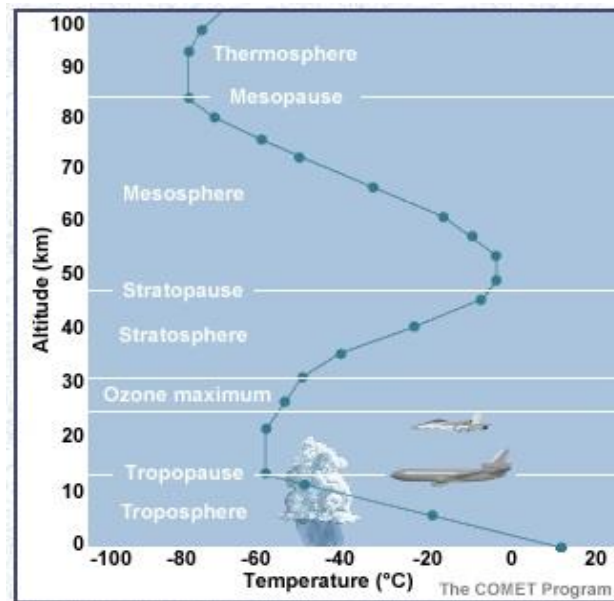 100
Thermosphere
90
Mesopause
80
70
Mesosphere
60
50
Stratopause
40
Stratosphere
30
Ozone maximum
20
Tropopause
10
Troposphere
0
Altitude (km)
-100 -80 -60 -40 -20 0 20
Temperature (°C)
The COMET Program